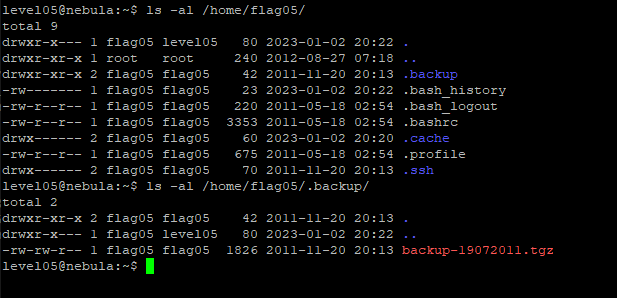 level05@nebula:~$ ls -al /home/flag05/
total 9
drwxr-x--- 1 flag05 level05   80 2023-01-02 20:22 .
drwxr-xr-x 1 root   root     240 2012-08-27 07:18 ..
drwxr-xr-x 2 flag05 flag05    42 2011-11-20 20:13 .backup
-rw------- 1 flag05 flag05    23 2023-01-02 20:22 .bash_history
-rw-r--r-- 1 flag05 flag05   220 2011-05-18 02:54 .bash_logout
-rw-r--r-- 1 flag05 flag05  3353 2011-05-18 02:54 .bashrc
drwx------ 2 flag05 flag05    60 2023-01-02 20:20 .cache
-rw-r--r-- 1 flag05 flag05   675 2011-05-18 02:54 .profile
drwx------ 2 flag05 flag05    70 2011-11-20 20:13 .ssh
level05@nebula:~$ ls -al /home/flag05/.backup/
total 2
drwxr-xr-x 2 flag05 flag05    42 2011-11-20 20:13 .
drwxr-x--- 1 flag05 level05   80 2023-01-02 20:22 ..
-rw-rw-r-- 1 flag05 flag05  1826 2011-11-20 20:13 backup-19072011.tgz
level05@nebula:~$